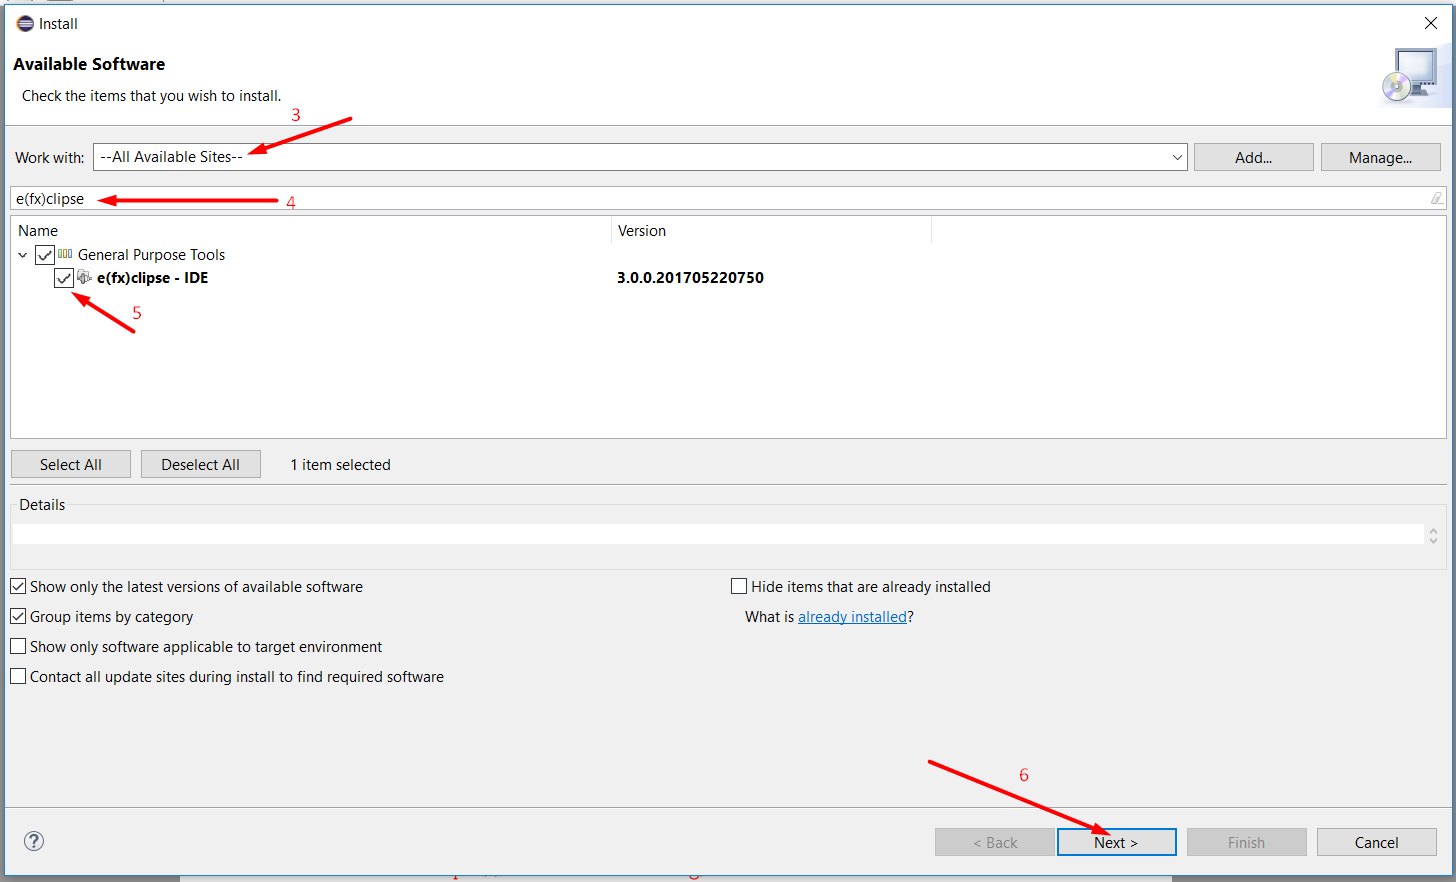 Install
Available Software
Check the items that you wish to install.
3
Work with: --All Available Sites-- Add... Manage...
e(fx)clipse 4
Name Version
General Purpose Tools
e(fx)clipse - IDE 3.0.0.201705220750
5
Select All Deselect All 1 item selected
Details
Show only the latest versions of available software Hide items that are already installed
Group items by category What is already installed?
Show only software applicable to target environment
Contact all update sites during install to find required software
6
? < Back Next > Finish Cancel